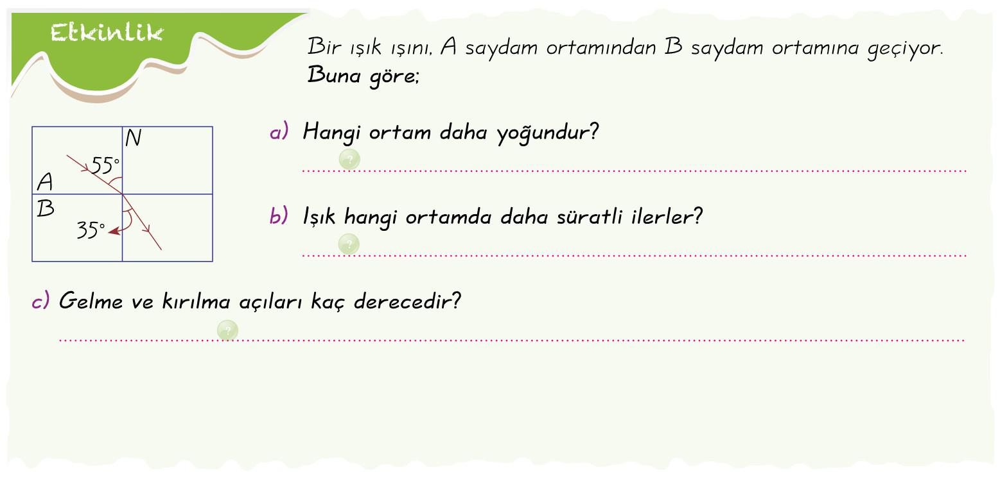 Etkinlik
Bir ışık ışını, A saydam ortamından B saydam ortamına geçiyor.
Buna göre;
N
55°
A
B
35°
a) Hangi ortam daha yoğundur?
?
b) Işık hangi ortamda daha süratli ilerler?
?
c) Gelme ve kırılma açıları kaç derecedir?
?